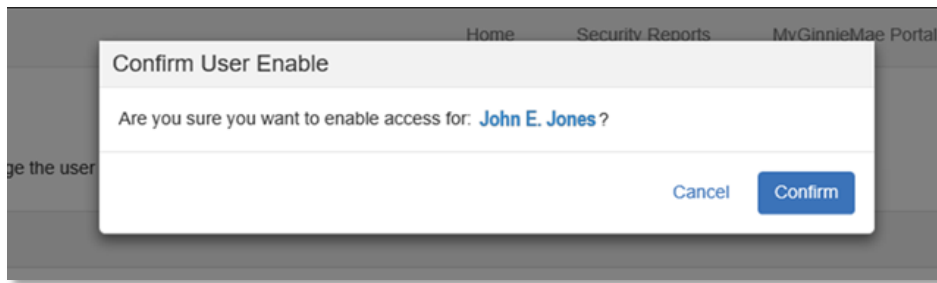 Home Security Reports MyGinnieMae Portal
Confirm User Enable
Are you sure you want to enable access for: John E. Jones?
ge the user
Cancel Confirm